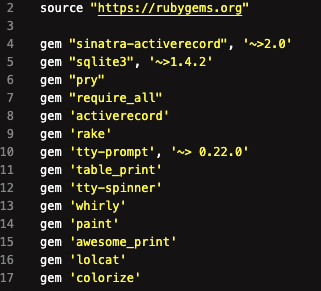 2 source "https://rubygems.org"
4 gem "sinatra-activerecord", '~>2.0'
5 gem "sqlite3", '~>1.4.2'
6 gem "pry"
7 gem "require_all"
8 gem 'activerecord'
9 gem 'rake'
10 gem 'tty-prompt', '~> 0.22.0'
11 gem 'table_print'
12 gem 'tty-spinner'
13 gem 'whirly'
14 gem 'paint'
15 gem 'awesome_print'
16 gem 'lolcat'
17 gem 'colorize'